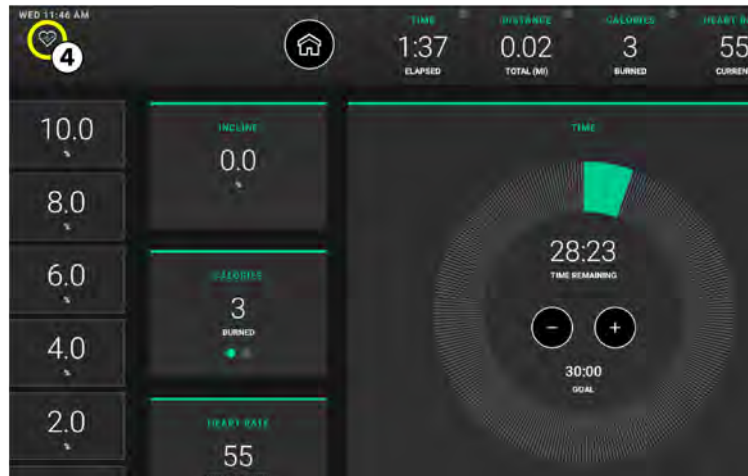 WED 11:46 AM
4
TIME DISTANCE CALORIES HEART
1:37 0.02 3 55
ELAPSED TOTAL (MI) BURNED CURREN
10.0
%
8.0
%
6.0
%
4.0
%
2.0
%
INCLINE
0.0
%
CALORIES
3
BURNED
HEART RATE
55
TIME
28:23
TIME REMAINING
− +
30:00
GOAL